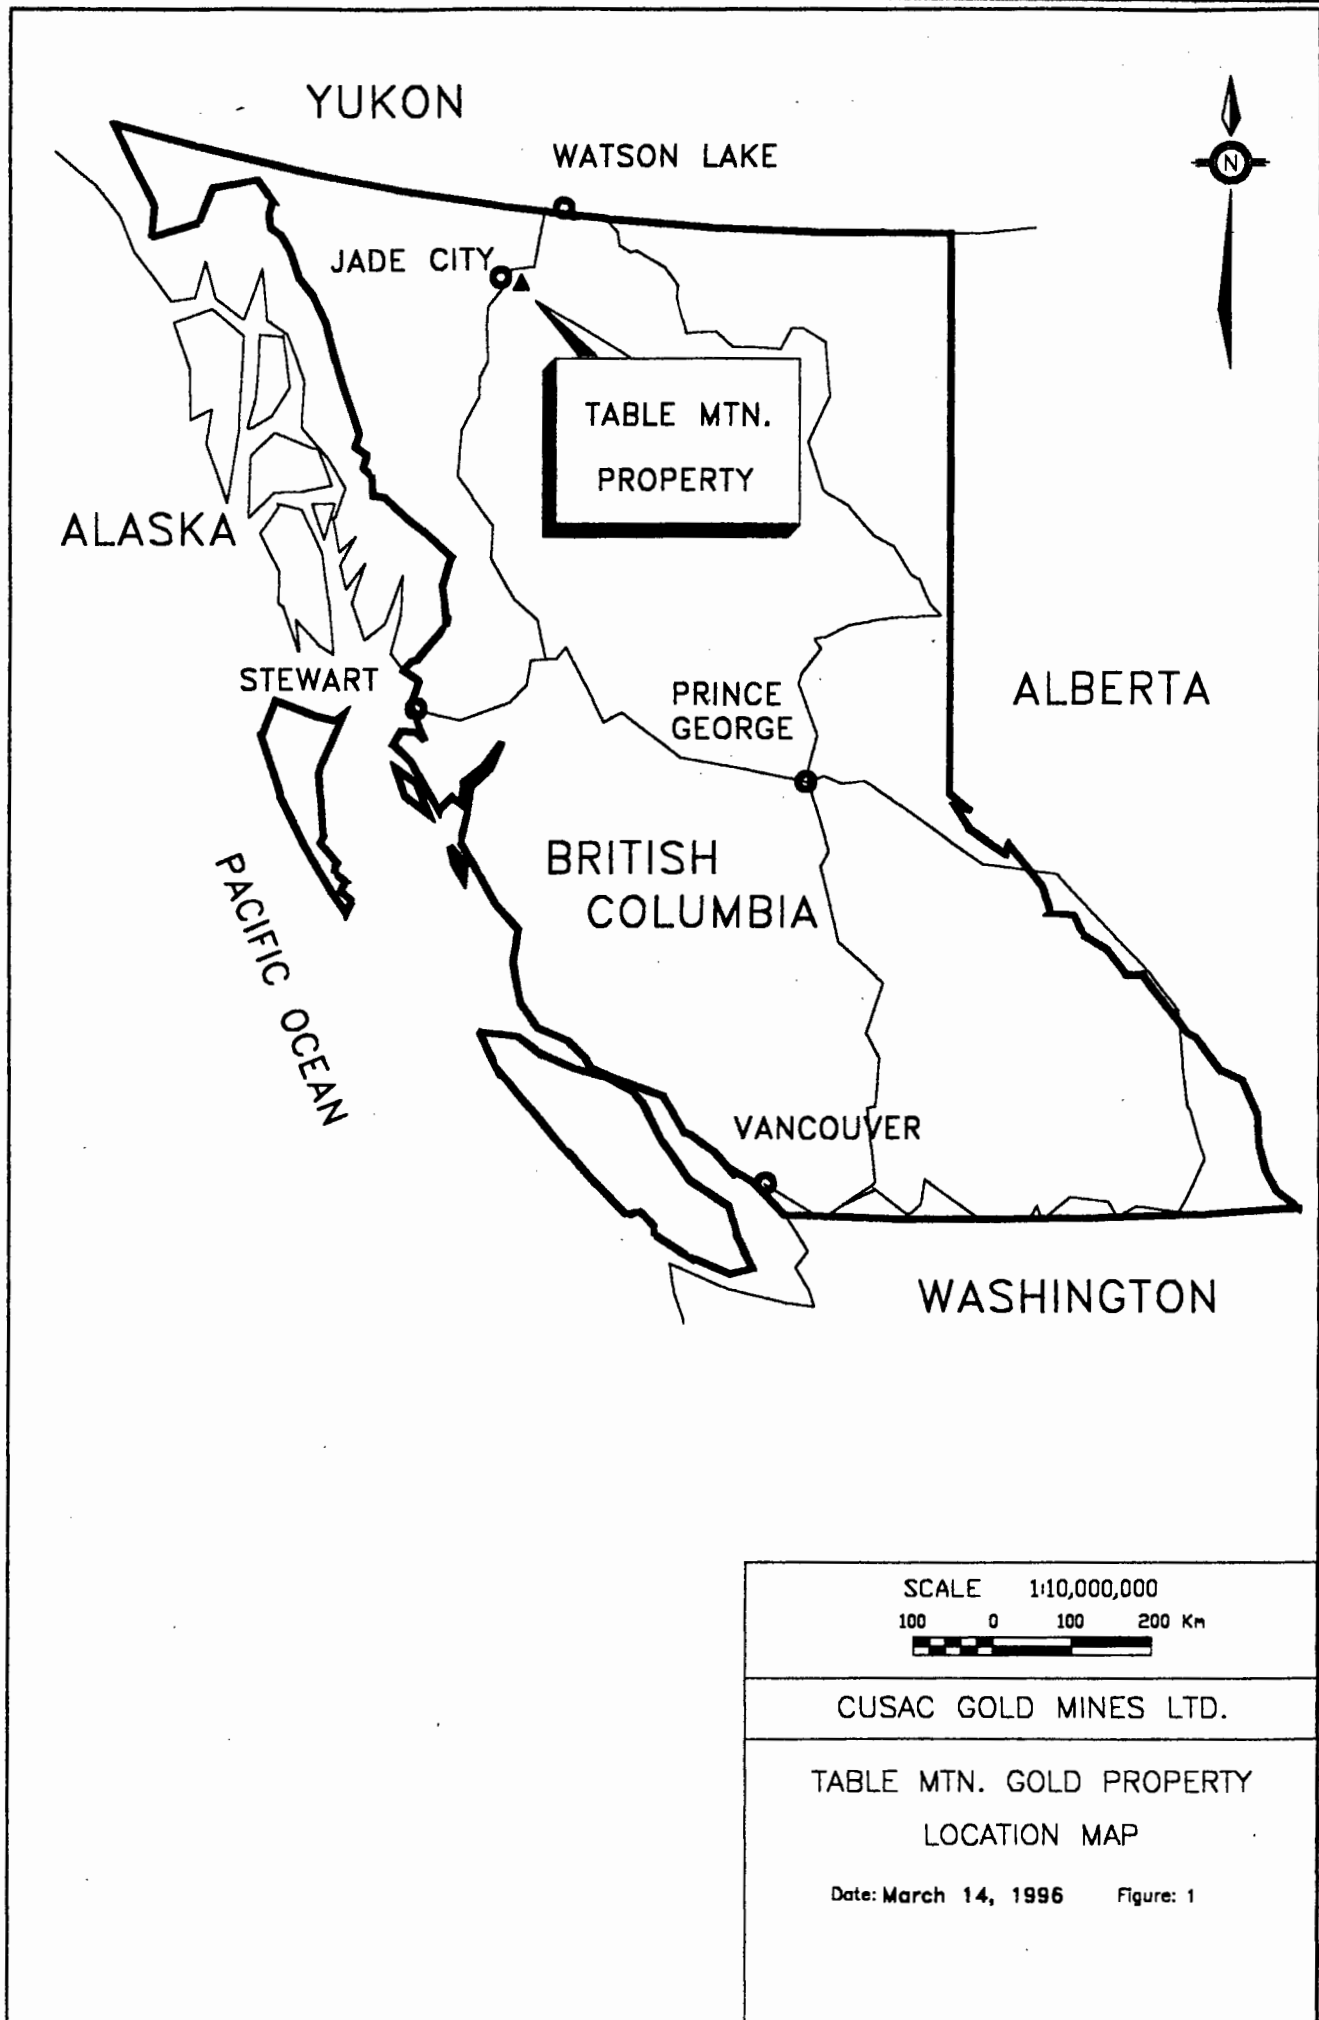 YUKON
WATSON LAKE
N
JADE CITY
TABLE MTN.
PROPERTY
ALASKA
STEWART
PRINCE
GEORGE
ALBERTA
BRITISH
COLUMBIA
PACIFIC OCEAN
VANCOUVER
WASHINGTON
SCALE 1:10,000,000
100 0 100 200 Km
CUSAC GOLD MINES LTD.
TABLE MTN. GOLD PROPERTY
LOCATION MAP
Date: March 14, 1996 Figure: 1